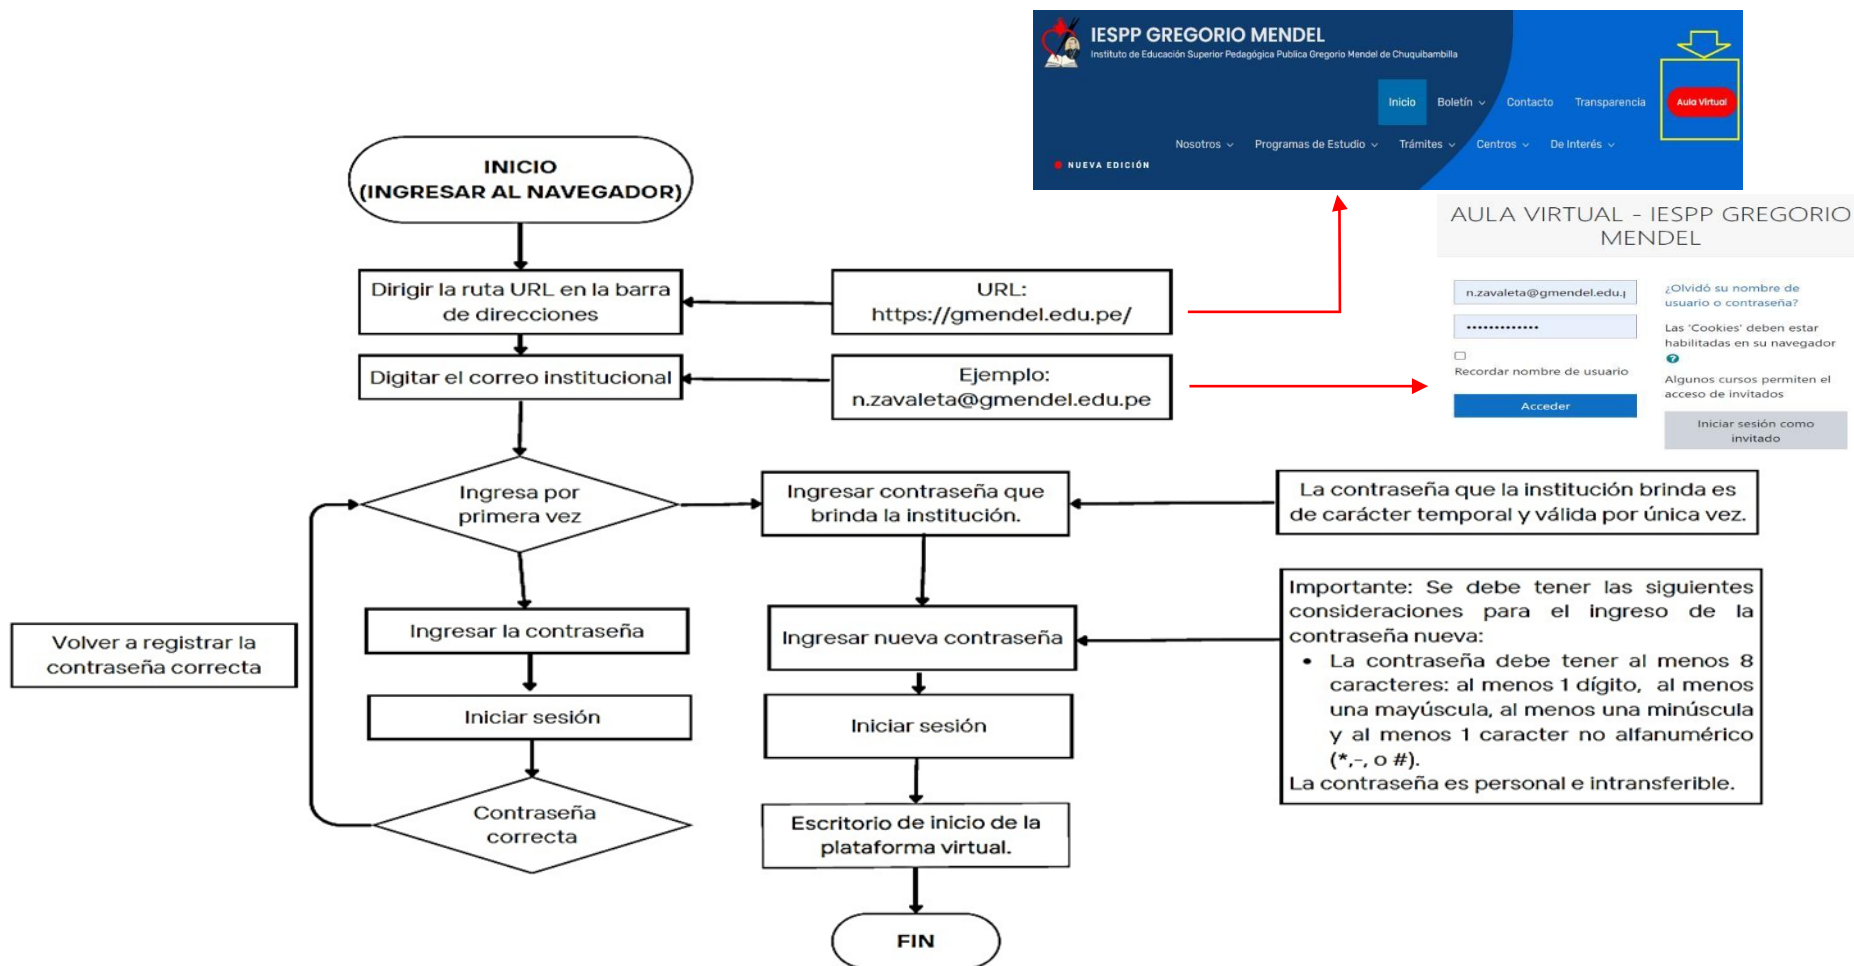 IESPP GREGORIO MENDEL
Instituto de Educación Superior Pedagógica Publica Gregorio Mendel de Chuquibambilla
Inicio
Boletín
Contacto
Transparencia
Aula Virtual
Nosotros
Programas de Estudio
Trámites
Centros
De Interés
NUEVA EDICIÓN
INICIO
(INGRESAR AL NAVEGADOR)
AULA VIRTUAL - IESPP GREGORIO
MENDEL
Dirigir la ruta URL en la barra
de direcciones
URL:
https://gmendel.edu.pe/
n.zavaleta@gmendel.edu.p
¿Olvidó su nombre de
usuario o contraseña?
Las 'Cookies' deben estar
habilitadas en su navegador
Recordar nombre de usuario
Algunos cursos permiten el
acceso de invitados
Acceder
Iniciar sesión como
invitado
Digitar el correo institucional
Ejemplo:
n.zavaleta@gmendel.edu.pe
Ingresa por
primera vez
Ingresar contraseña que
brinda la institución.
La contraseña que la institución brinda es
de carácter temporal y válida por única vez.
Volver a registrar la
contraseña correcta
Ingresar la contraseña
Ingresar nueva contraseña
Importante: Se debe tener las siguientes
consideraciones para el ingreso de la
contraseña nueva:
• La contraseña debe tener al menos 8
caracteres: al menos 1 dígito, al menos
una mayúscula, al menos una minúscula
y al menos 1 caracter no alfanumérico
(*,-, o #).
La contraseña es personal e intransferible.
Iniciar sesión
Iniciar sesión
Contraseña
correcta
Escritorio de inicio de la
plataforma virtual.
FIN